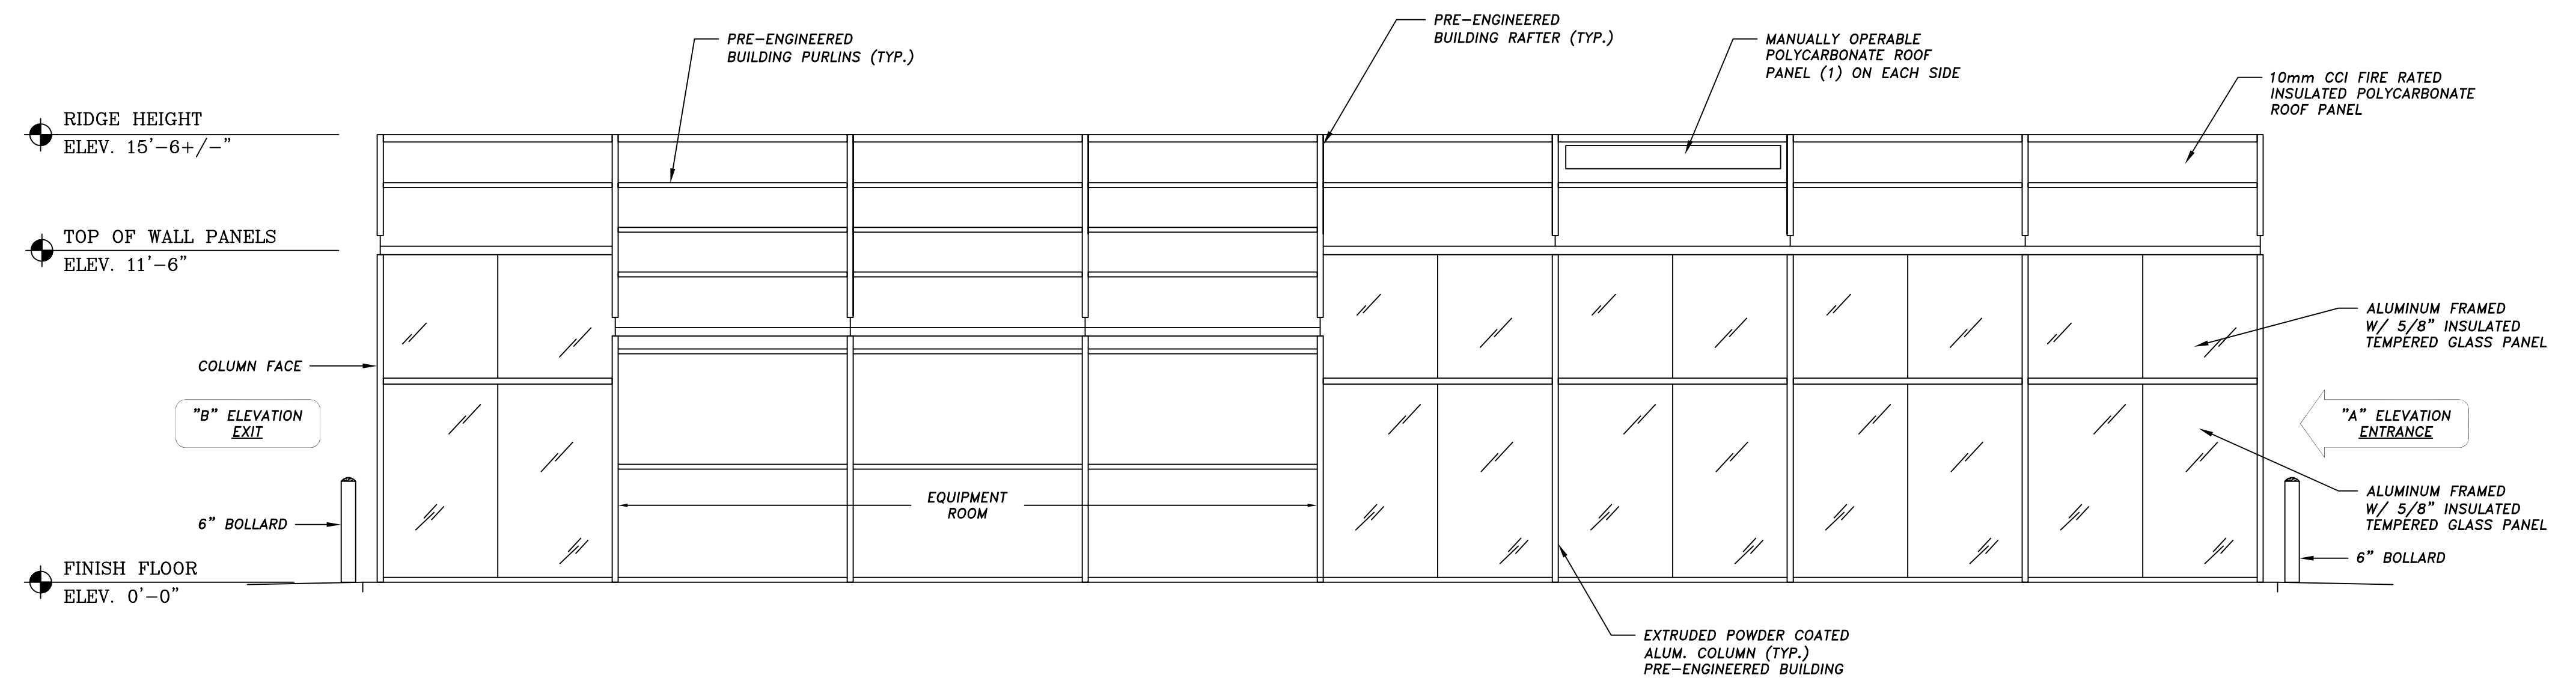 PRE-ENGINEERED
BUILDING PURLINS (TYP.)
PRE-ENGINEERED
BUILDING RAFTER (TYP.)
MANUALLY OPERABLE
POLYCARBONATE ROOF
PANEL (1) ON EACH SIDE
10mm CCI FIRE RATED
INSULATED POLYCARBONATE
ROOF PANEL
RIDGE HEIGHT
ELEV. 15'-6+/-"
TOP OF WALL PANELS
ELEV. 11'-6"
COLUMN FACE
"B" ELEVATION
EXIT
6" BOLLARD
FINISH FLOOR
ELEV. 0'-0"
EQUIPMENT
ROOM
ALUMINUM FRAMED
W/ 5/8" INSULATED
TEMPERED GLASS PANEL
"A" ELEVATION
ENTRANCE
ALUMINUM FRAMED
W/ 5/8" INSULATED
TEMPERED GLASS PANEL
6" BOLLARD
EXTRUDED POWDER COATED
ALUM. COLUMN (TYP.)
PRE-ENGINEERED BUILDING